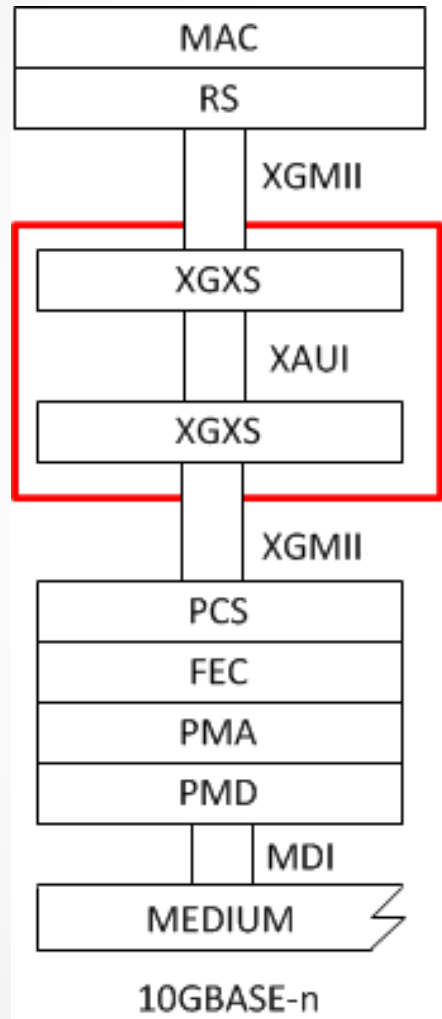 MAC
RS
XGMII
XGXS
XAUI
XGXS
XGMII
PCS
FEC
PMA
PMD
MDI
MEDIUM
10GBASE-n